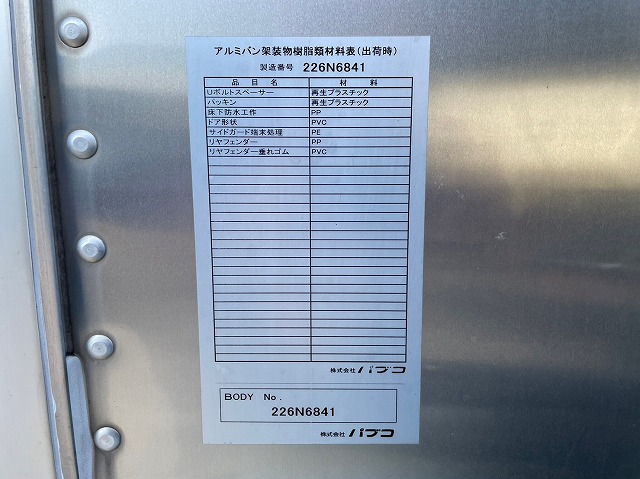 アルミバン架装物樹脂類材料表(出荷時)
製造番号 226N6841
品目名 材料
Uボルトスペーサー 再生プラスチック
パッキン 再生プラスチック
床下防水工作 PP
ドア形状 PVC
サイドガード端末処理 PE
リヤフェンダー PP
リヤフェンダー垂れゴム PVC
株式会社パブコ
BODY No.
226N6841
株式会社パブコ